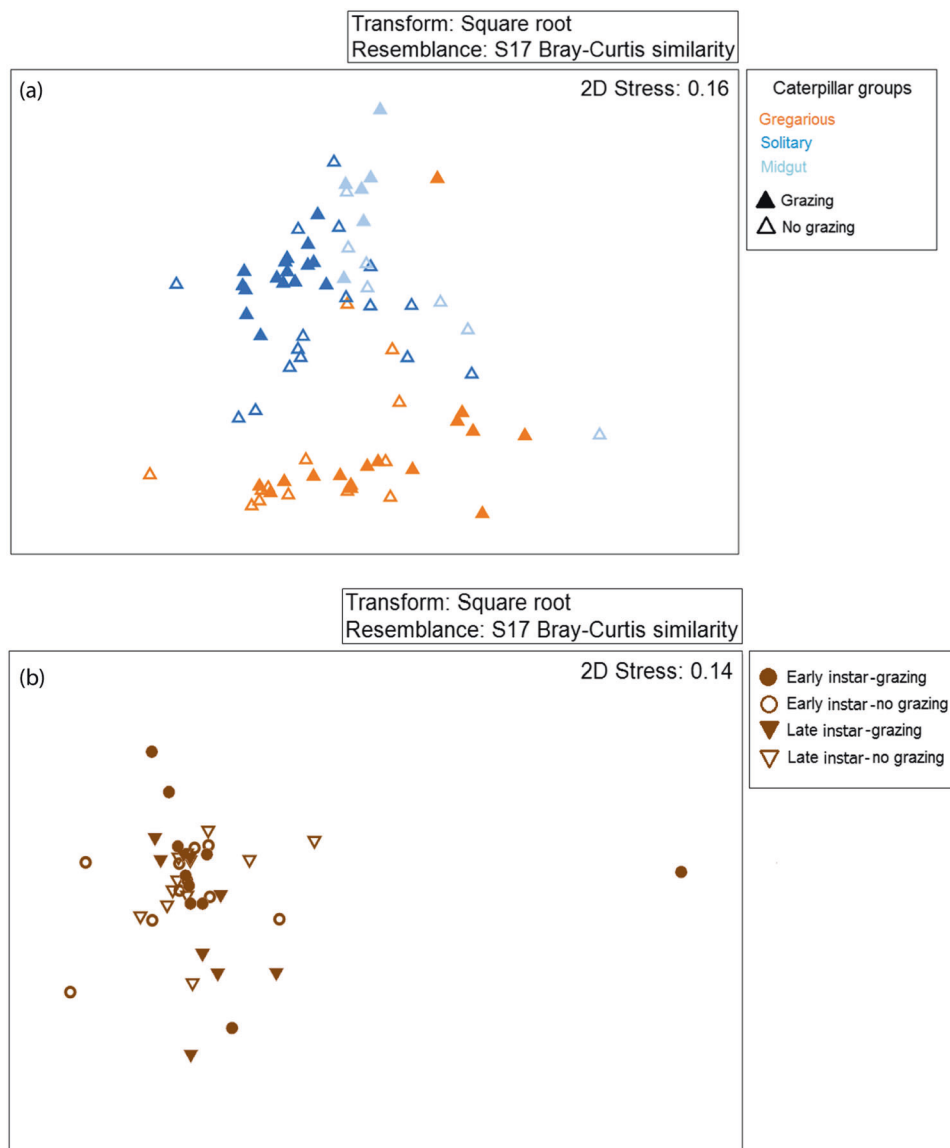 Transform: Square root
Resemblance: S17 Bray-Curtis similarity
(a)
2D Stress: 0.16
Caterpillar groups
Gregarious
Solitary
Midgut
Grazing
No grazing
Transform: Square root
Resemblance: S17 Bray-Curtis similarity
(b)
2D Stress: 0.14
Early instar-grazing
Early instar-no grazing
Late instar-grazing
Late instar-no grazing